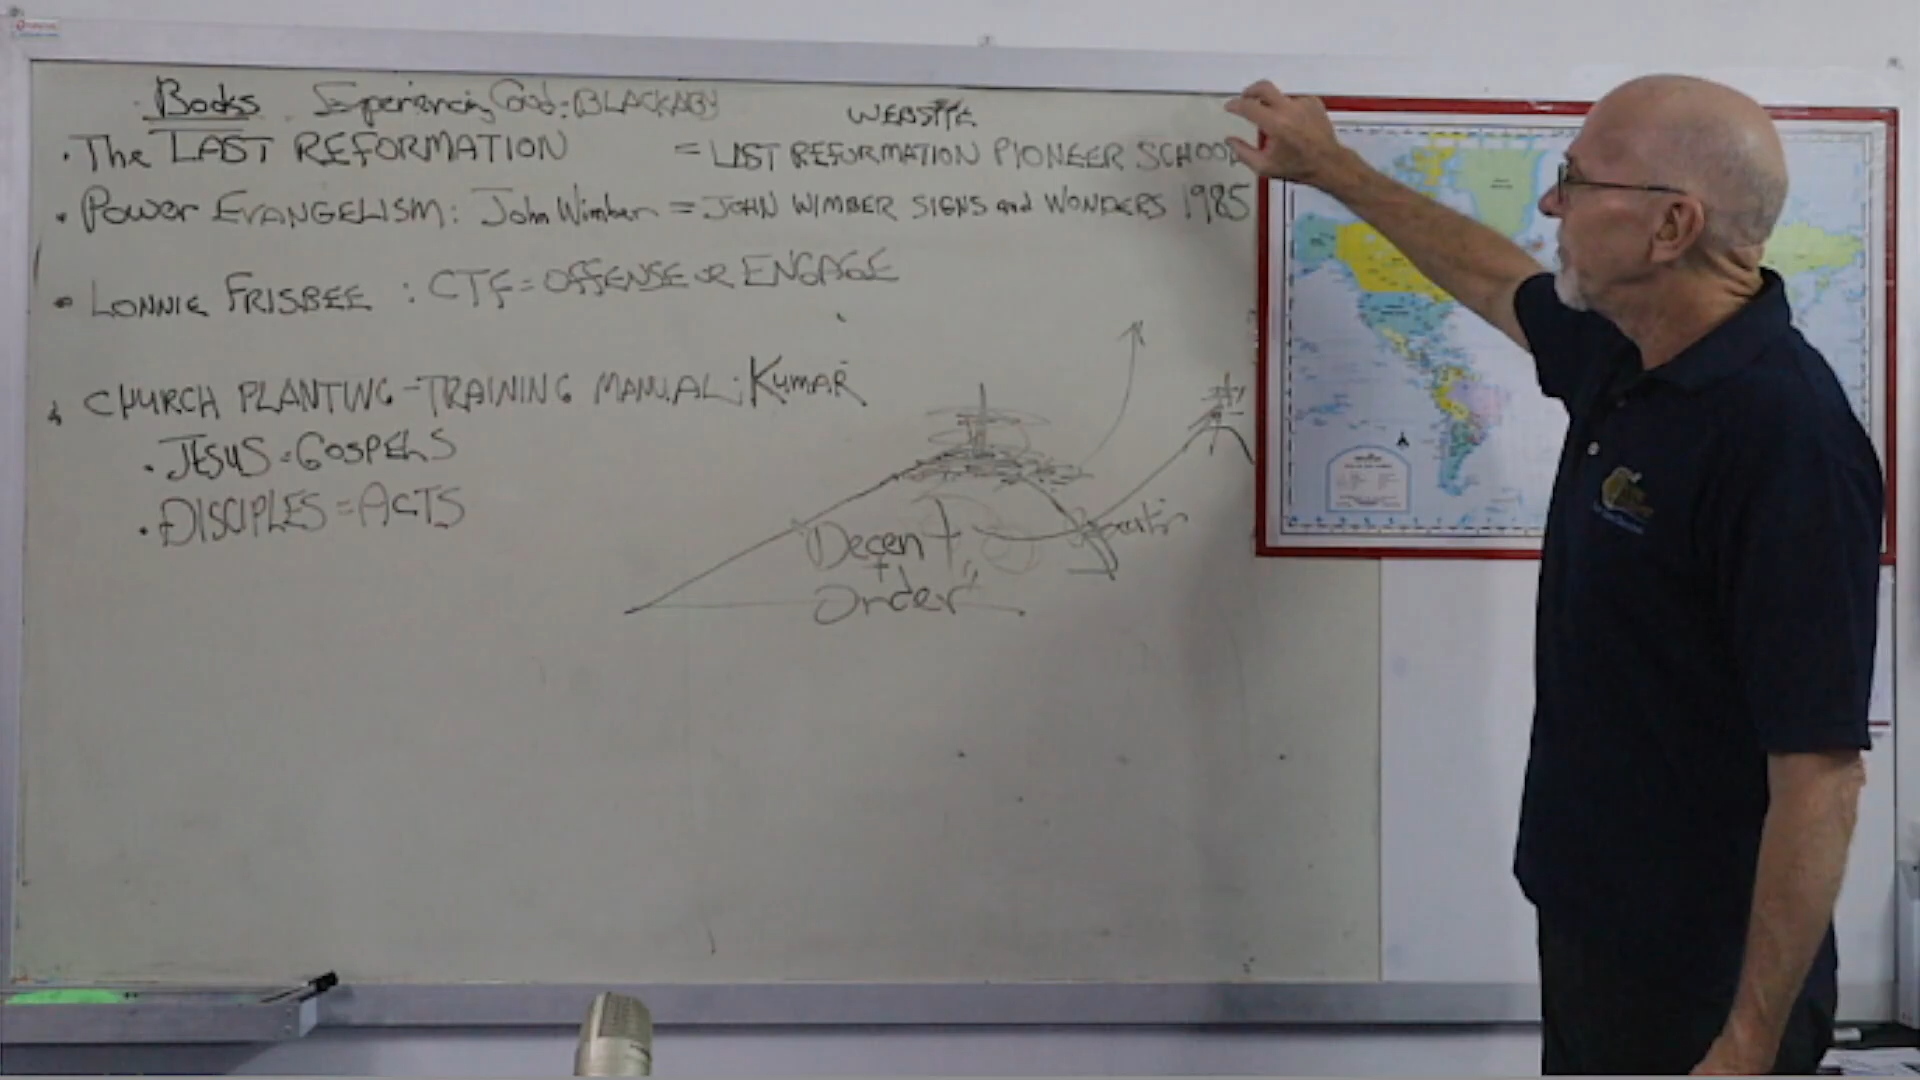 Books . Experiencing God: BLACKABY
WEBSITE
· The LAST REFORMATION = LAST REFORMATION PIONEER SCHOOL
· POWER EVANGELISM: John Wimber = JOHN WIMBER SIGNS and WONDERS 1985
· LONNIE FRISBEE : CTF = OFFENSE or ENGAGE
· CHURCH PLANTING - TRAINING MANUAL: KUMAR
· JESUS = GOSPELS
· DISCIPLES = ACTS
Decent
+
Order"